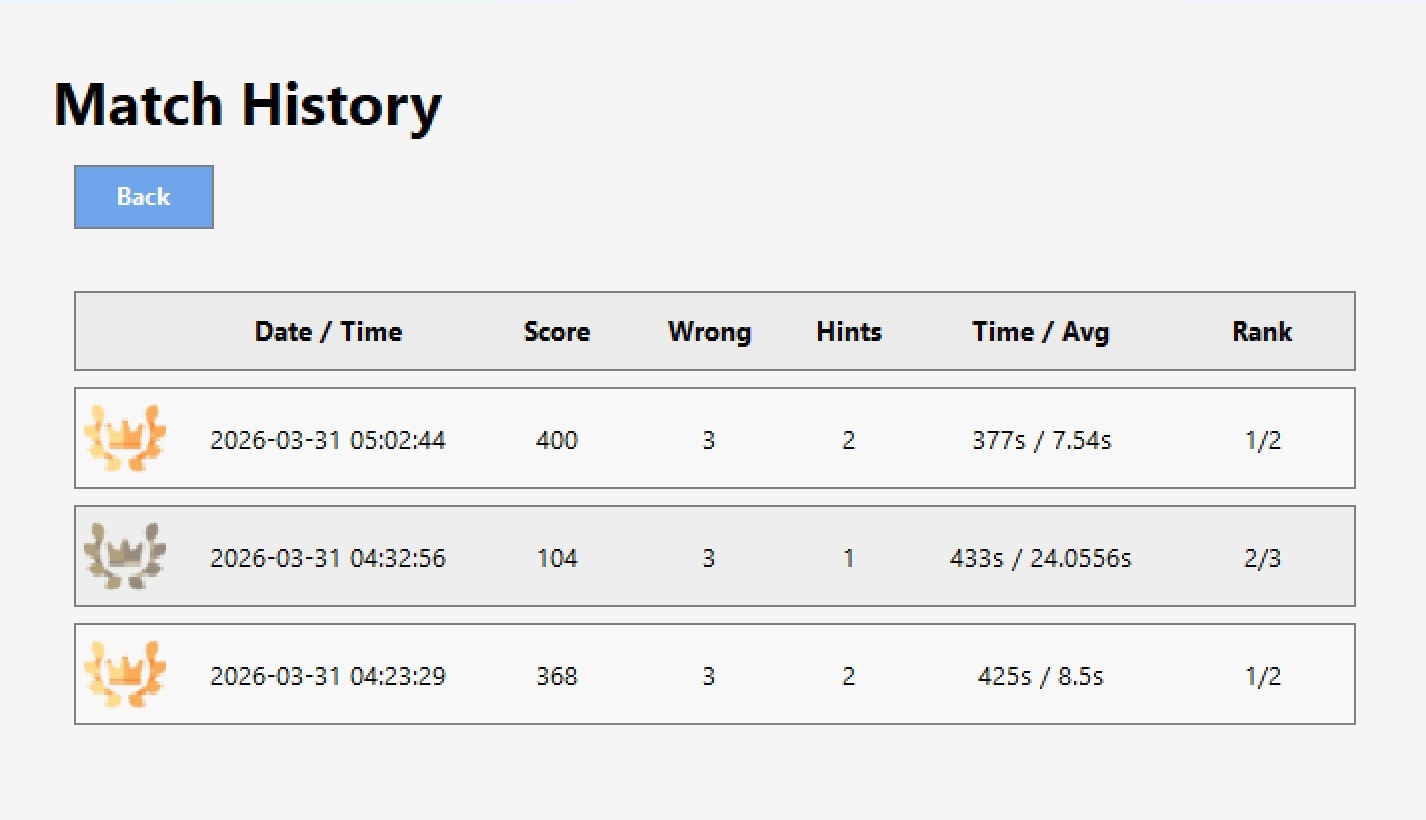 Match History
Back
Date / Time Score Wrong Hints Time / Avg Rank
2026-03-31 05:02:44 400 3 2 377s / 7.54s 1/2
2026-03-31 04:32:56 104 3 1 433s / 24.0556s 2/3
2026-03-31 04:23:29 368 3 2 425s / 8.5s 1/2